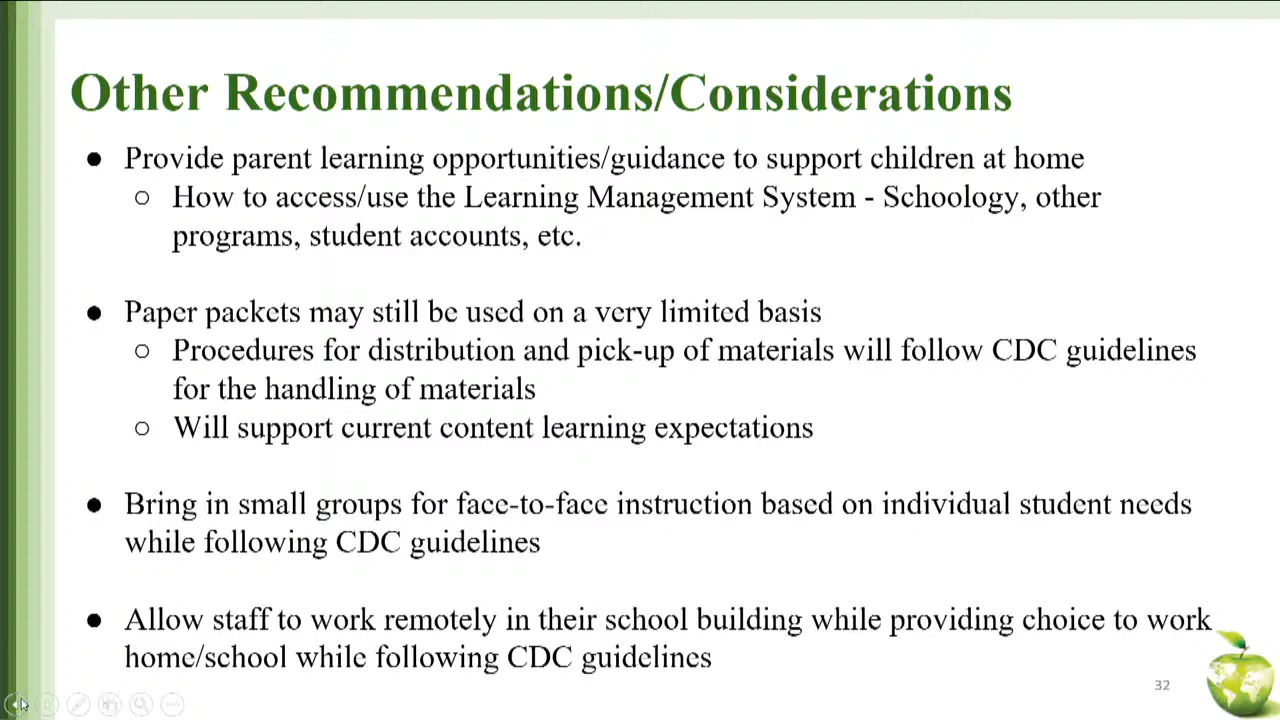 Other Recommendations/Considerations
● Provide parent learning opportunities/guidance to support children at home
○ How to access/use the Learning Management System - Schoology, other
programs, student accounts, etc.
● Paper packets may still be used on a very limited basis
○ Procedures for distribution and pick-up of materials will follow CDC guidelines
for the handling of materials
○ Will support current content learning expectations
● Bring in small groups for face-to-face instruction based on individual student needs
while following CDC guidelines
● Allow staff to work remotely in their school building while providing choice to work
home/school while following CDC guidelines
32